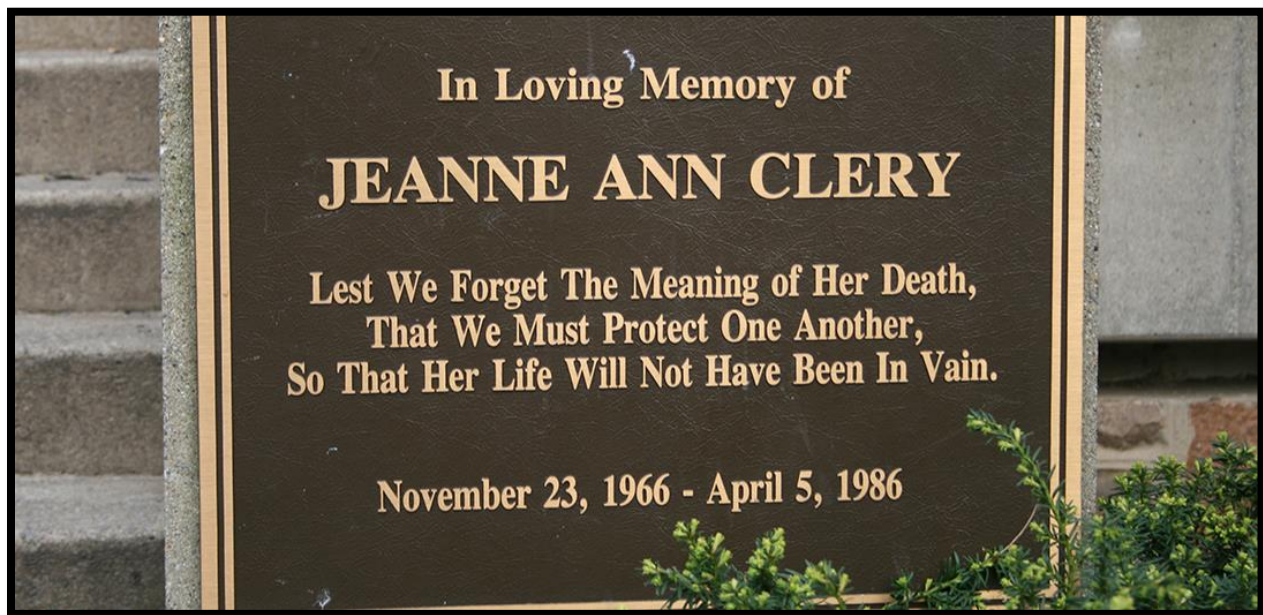 In Loving Memory of
JEANNE ANN CLERY
Lest We Forget The Meaning of Her Death,
That We Must Protect One Another,
So That Her Life Will Not Have Been In Vain.
November 23, 1966 - April 5, 1986